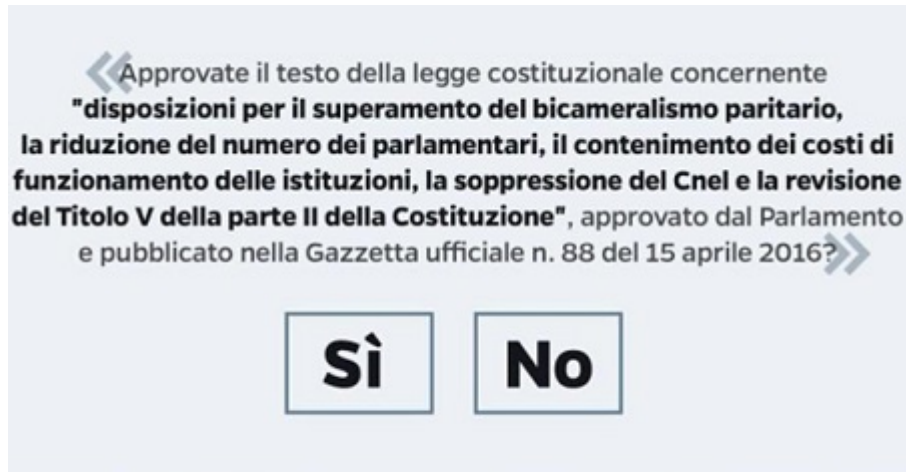 «Approvate il testo della legge costituzionale concernente
"disposizioni per il superamento del bicameralismo paritario,
la riduzione del numero dei parlamentari, il contenimento dei costi di
funzionamento delle istituzioni, la soppressione del Cnel e la revisione
del Titolo V della parte II della Costituzione", approvato dal Parlamento
e pubblicato nella Gazzetta ufficiale n. 88 del 15 aprile 2016?»
Sì No